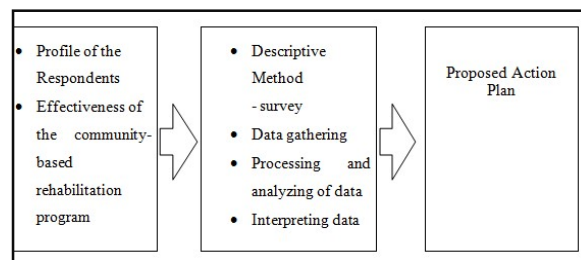 • Profile of the
Respondents
• Effectiveness of
the community-
based
rehabilitation
program
• Descriptive
Method
- survey
• Data gathering
• Processing and
analyzing of data
• Interpreting data
Proposed Action
Plan